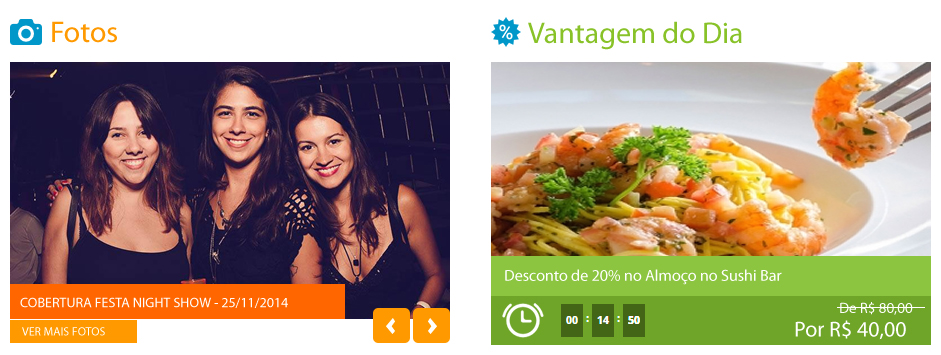 Fotos
COBERTURA FESTA NIGHT SHOW - 25/11/2014
VER MAIS FOTOS
% Vantagem do Dia
Desconto de 20% no Almoço no Sushi Bar
00 : 14 : 50
De R$ 80,00
Por R$ 40,00